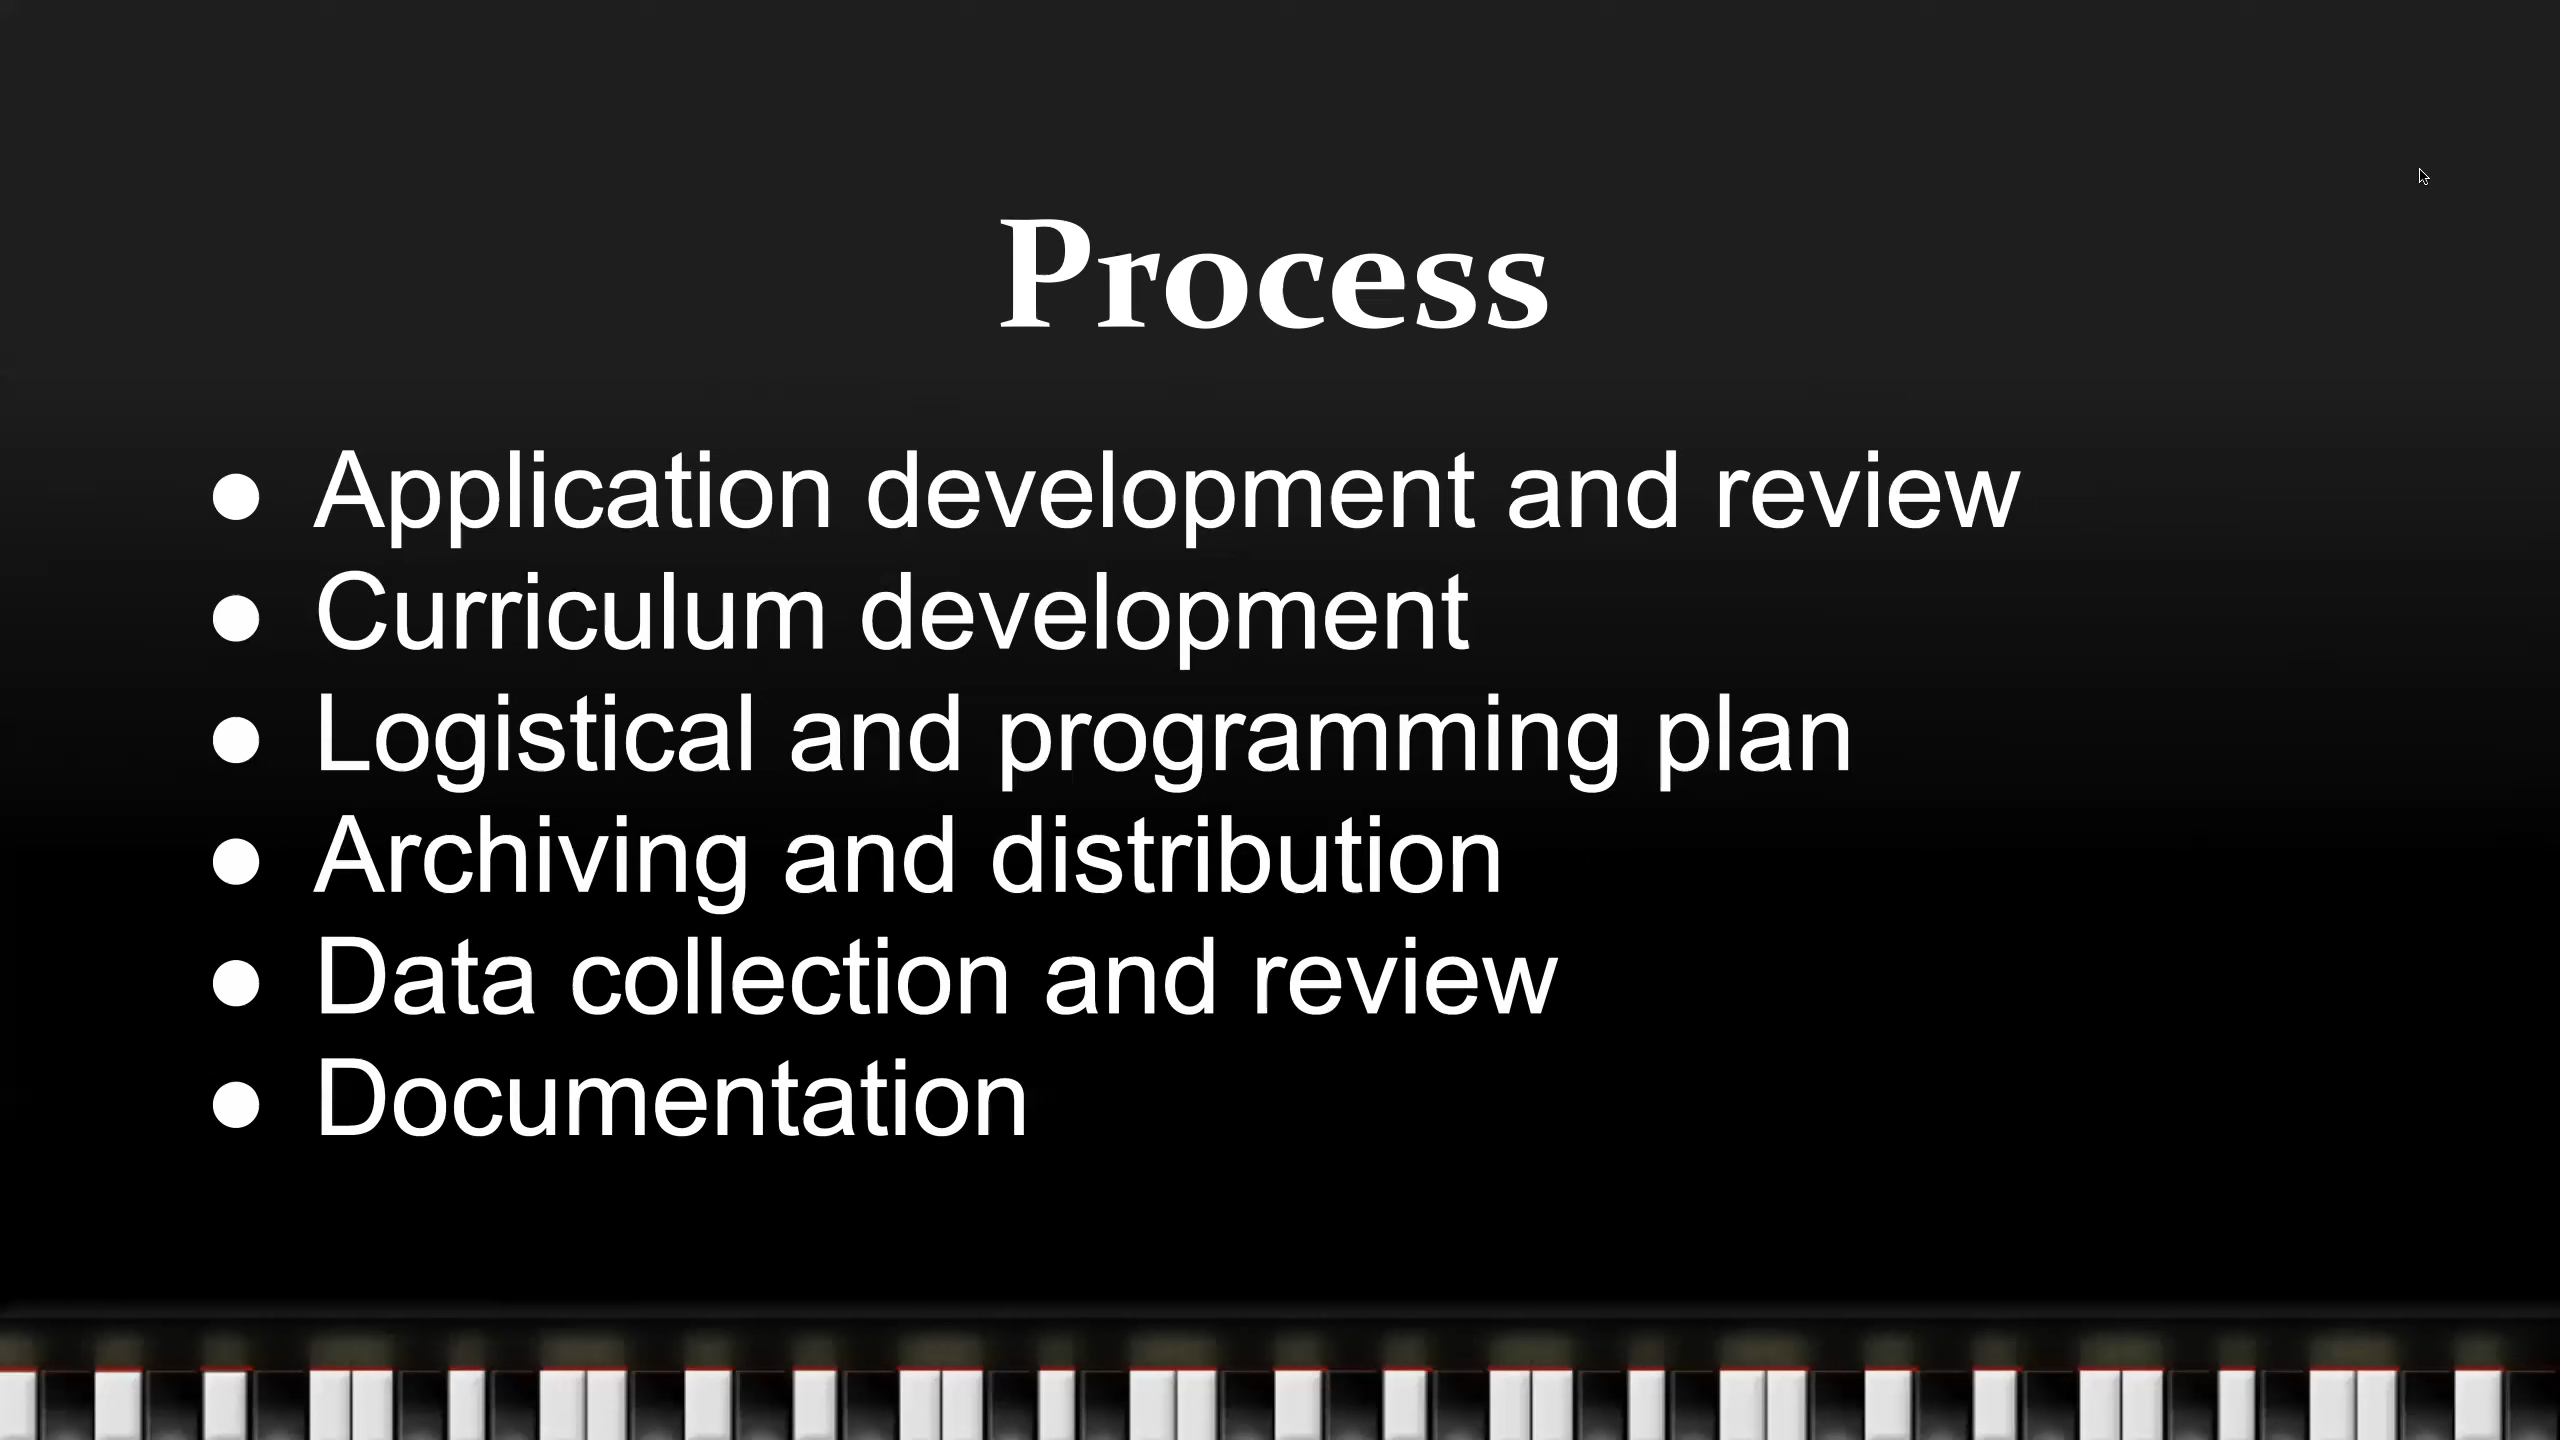 Process
● Application development and review
● Curriculum development
● Logistical and programming plan
● Archiving and distribution
● Data collection and review
● Documentation